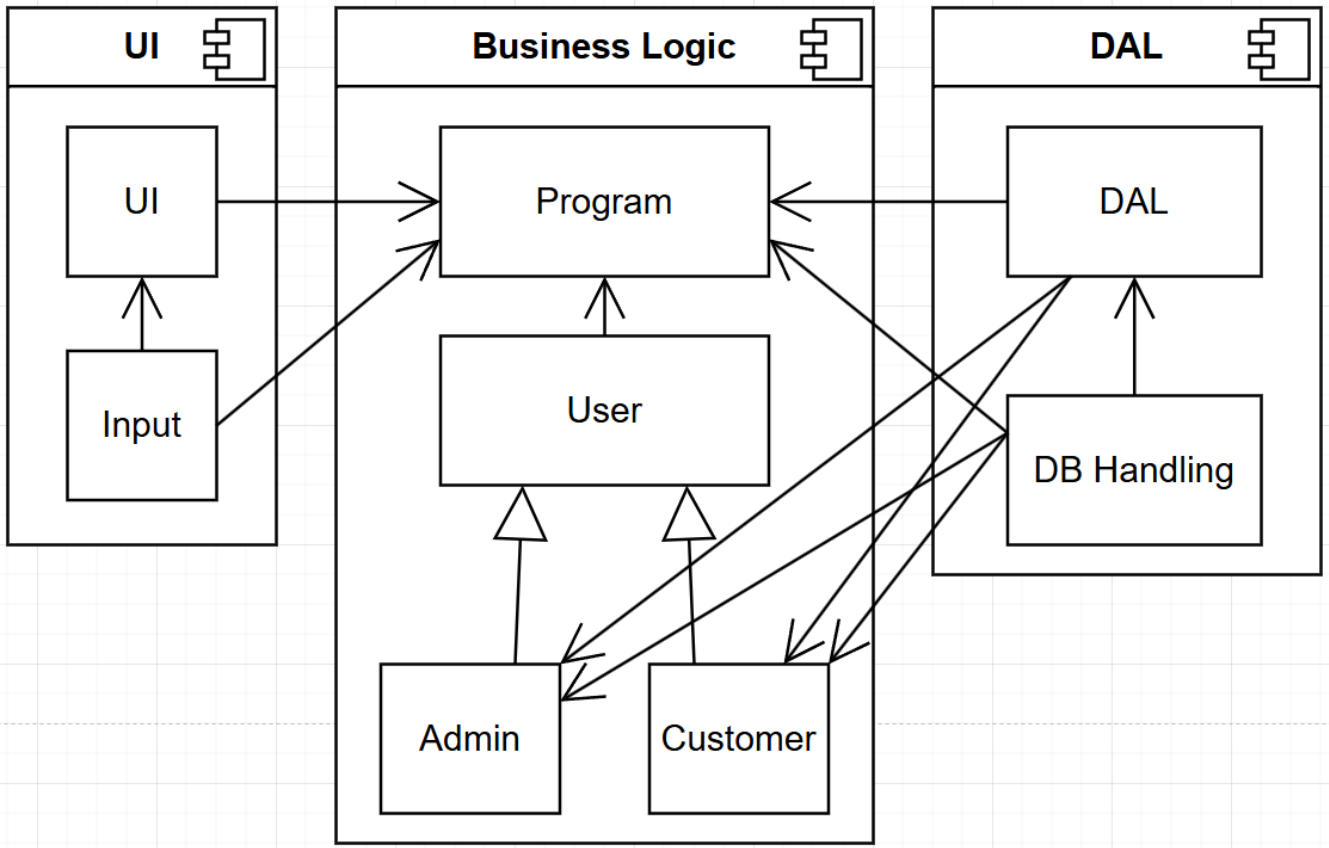 UI
Business Logic
DAL
UI
Program
DAL
Input
User
DB Handling
Admin
Customer